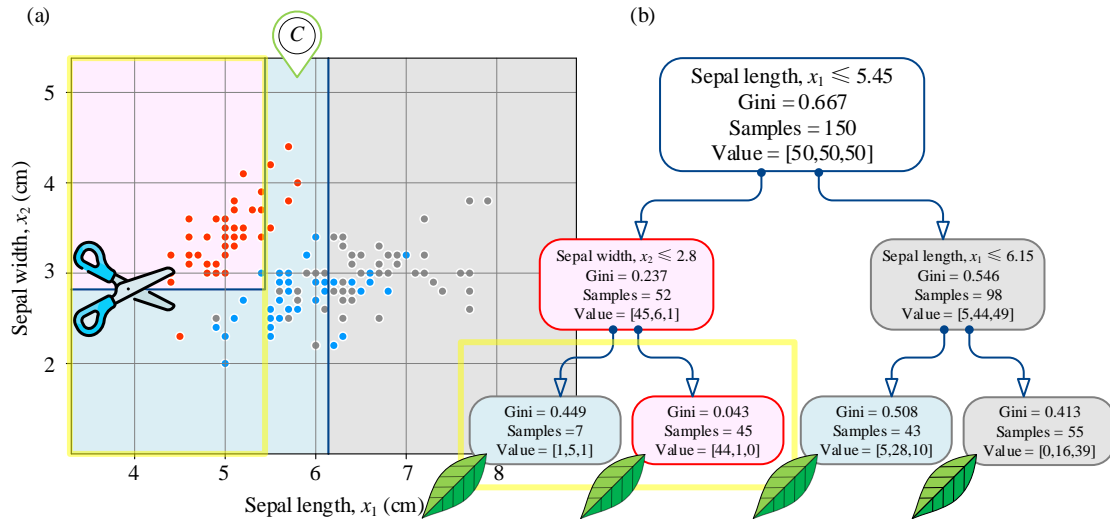 (a)
C
(b)
5
4
3
2
4
5
6
7
8
Sepal width, x2 (cm)
Sepal length, x1 (cm)
Sepal length, x1 ≤ 5.45
Gini = 0.667
Samples = 150
Value = [50,50,50]
Sepal width, x2 ≤ 2.8
Gini = 0.237
Samples = 52
Value = [45,6,1]
Sepal length, x1 ≤ 6.15
Gini = 0.546
Samples = 98
Value = [5,44,49]
Gini = 0.449
Samples =7
Value = [1,5,1]
Gini = 0.043
Samples = 45
Value = [44,1,0]
Gini = 0.508
Samples = 43
Value = [5,28,10]
Gini = 0.413
Samples = 55
Value = [0,16,39]